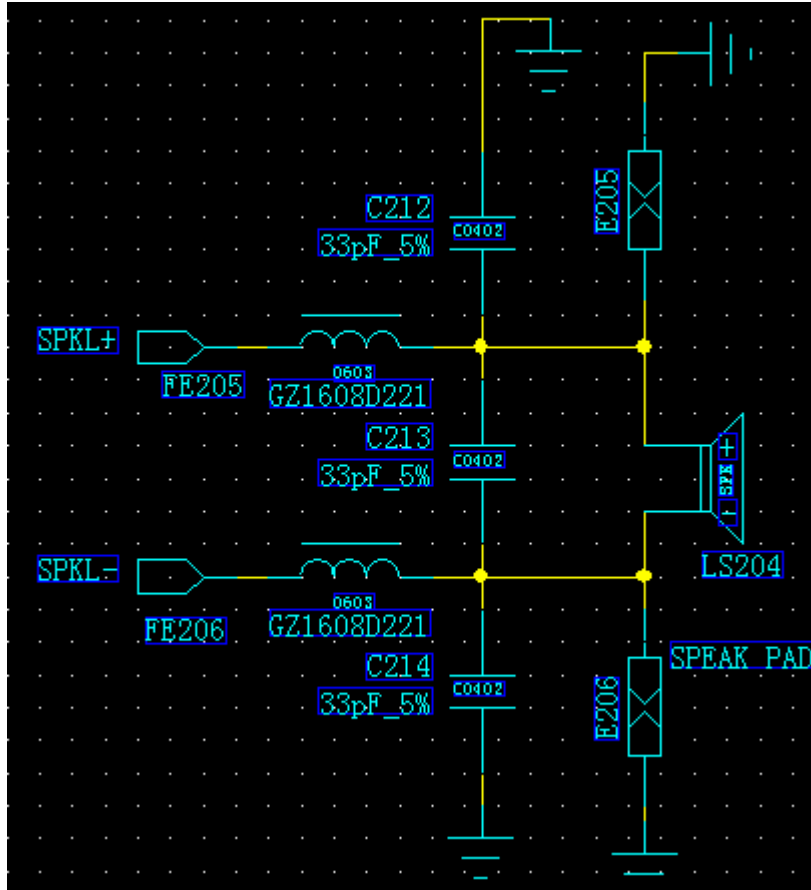 C212
33pF_5%
C0402
E205
SPKL+
FE205
0603
GZ1608D221
C213
33pF_5%
C0402
+
SPK
-
LS204
SPKL-
FE206
0603
GZ1608D221
C214
33pF_5%
C0402
E206
SPEAK PAD